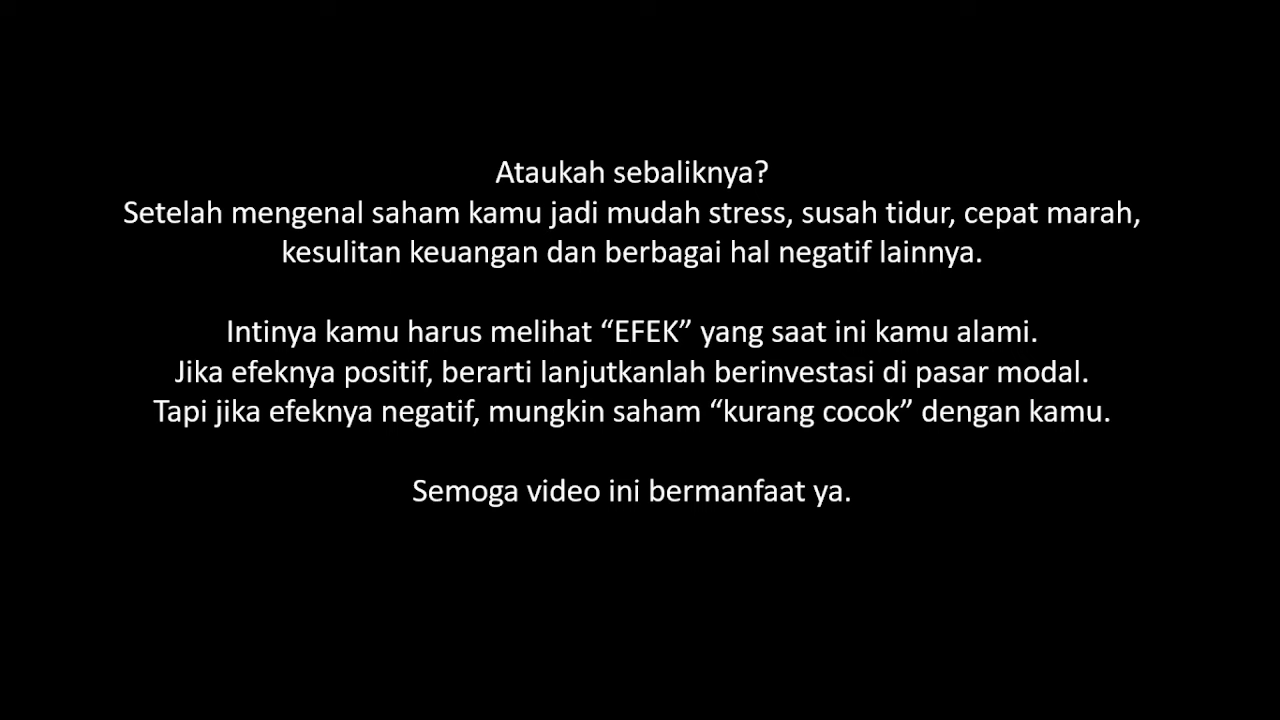 Ataukah sebaliknya?
Setelah mengenal saham kamu jadi mudah stress, susah tidur, cepat marah,
kesulitan keuangan dan berbagai hal negatif lainnya.
Intinya kamu harus melihat “EFEK” yang saat ini kamu alami.
Jika efeknya positif, berarti lanjutkanlah berinvestasi di pasar modal.
Tapi jika efeknya negatif, mungkin saham “kurang cocok” dengan kamu.
Semoga video ini bermanfaat ya.